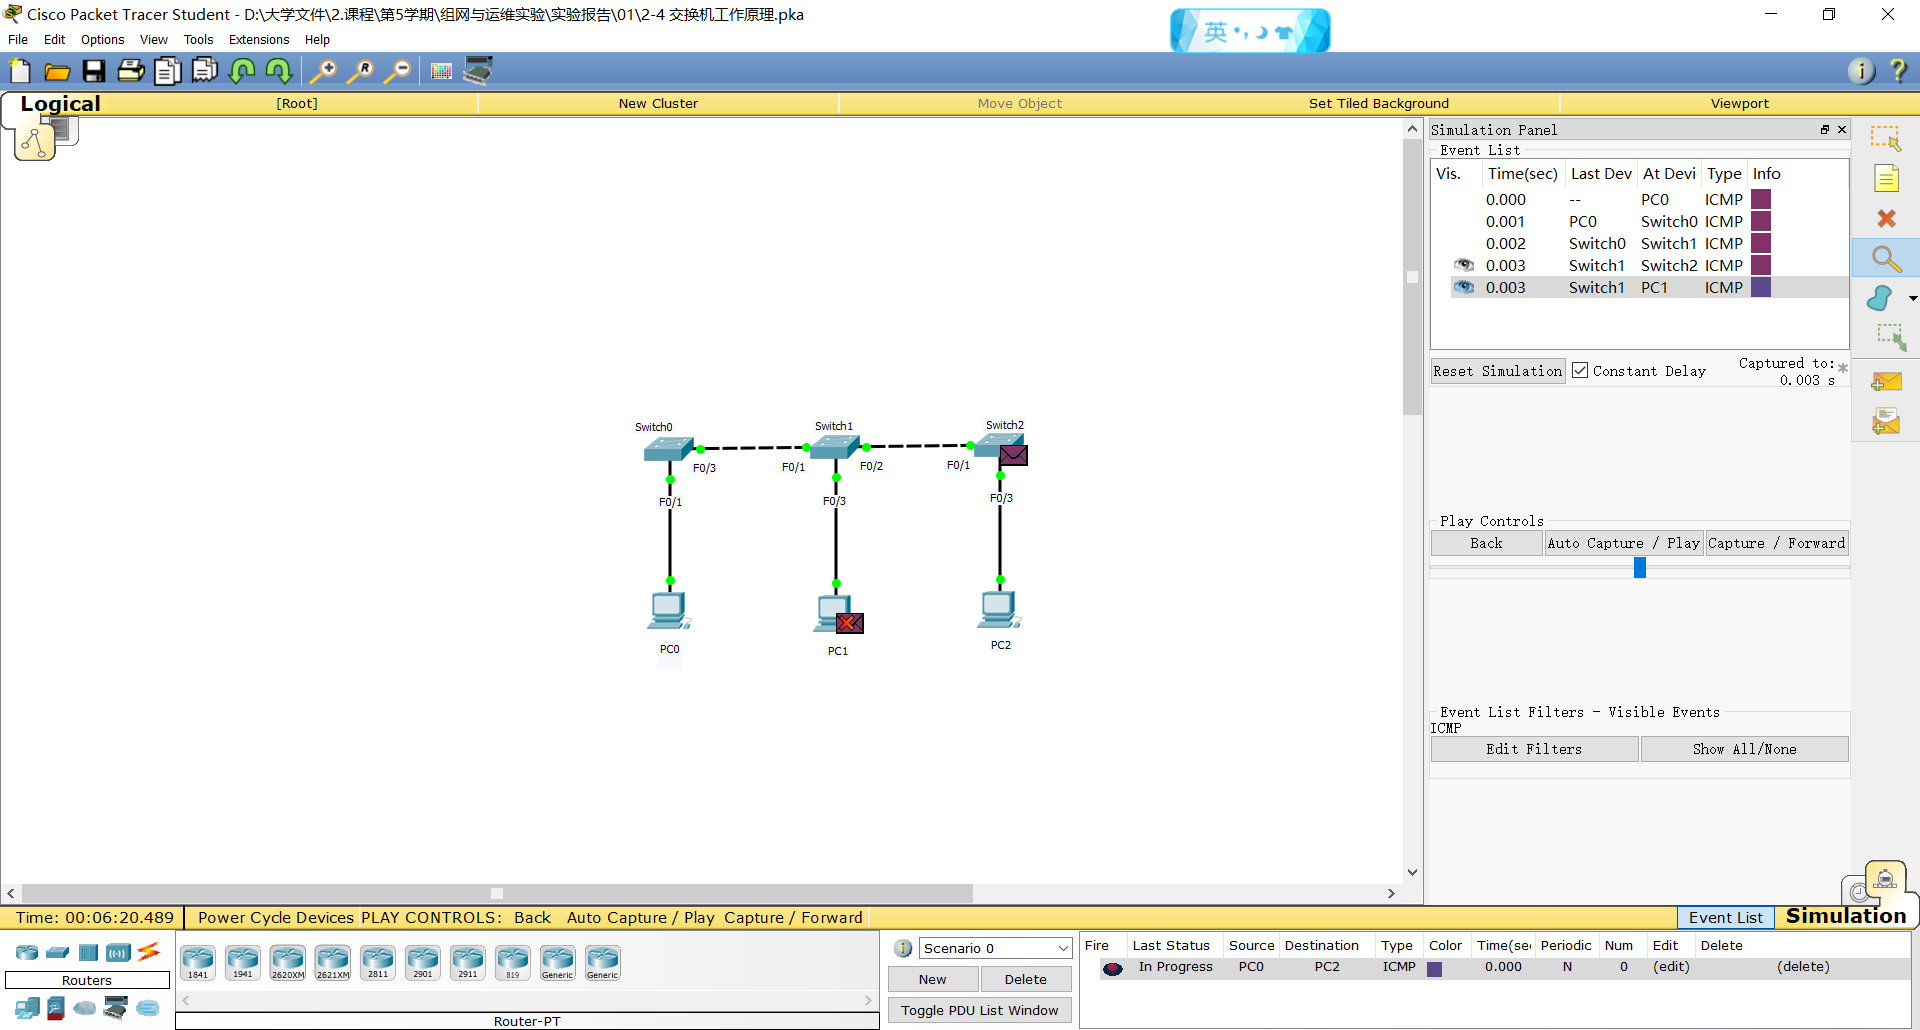 Cisco Packet Tracer Student - D:\大学文件\2.课程\第5学期\组网与运维实验\实验报告\01\2-4 交换机工作原理.pka
英
File Edit Options View Tools Extensions Help
Logical [Root] New Cluster Move Object Set Tiled Background Viewport
Simulation Panel
Event List
Vis. Time(sec) Last Dev At Devi Type Info
0.000 -- PC0 ICMP
0.001 PC0 Switch0 ICMP
0.002 Switch0 Switch1 ICMP
0.003 Switch1 Switch2 ICMP
0.003 Switch1 PC1 ICMP
Reset Simulation Constant Delay Captured to: *
0.003 s
Switch0 Switch1 Switch2
F0/3 F0/1 F0/2 F0/1
F0/1 F0/3 F0/3
PC0 PC1 PC2
Play Controls
Back Auto Capture / Play Capture / Forward
Event List Filters - Visible Events
ICMP
Edit Filters Show All/None
Time: 00:06:20.489 Power Cycle Devices PLAY CONTROLS: Back Auto Capture / Play Capture / Forward Event List Simulation
Routers
1841 1941 2620XM 2621XM 2811 2901 2911 819 Generic Generic
Router-PT
Scenario 0
New Delete
Toggle PDU List Window
Fire Last Status Source Destination Type Color Time(sec Periodic Num Edit Delete
In Progress PC0 PC2 ICMP 0.000 N 0 (edit) (delete)